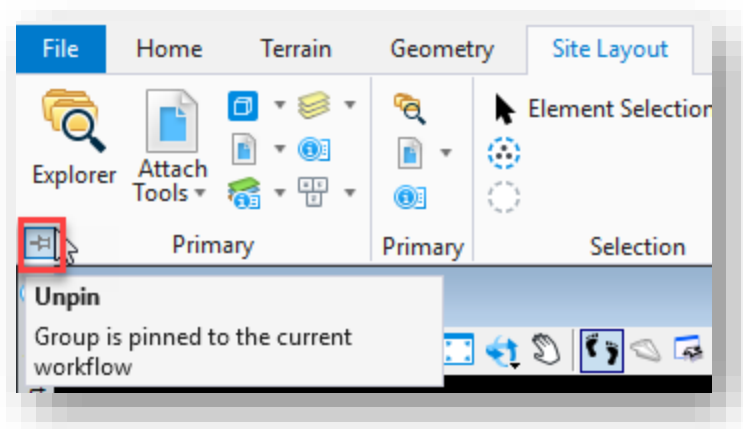 File Home Terrain Geometry Site Layout
Explorer
Attach
Tools
Element Selection
Primary Primary Selection
Unpin
Group is pinned to the current
workflow